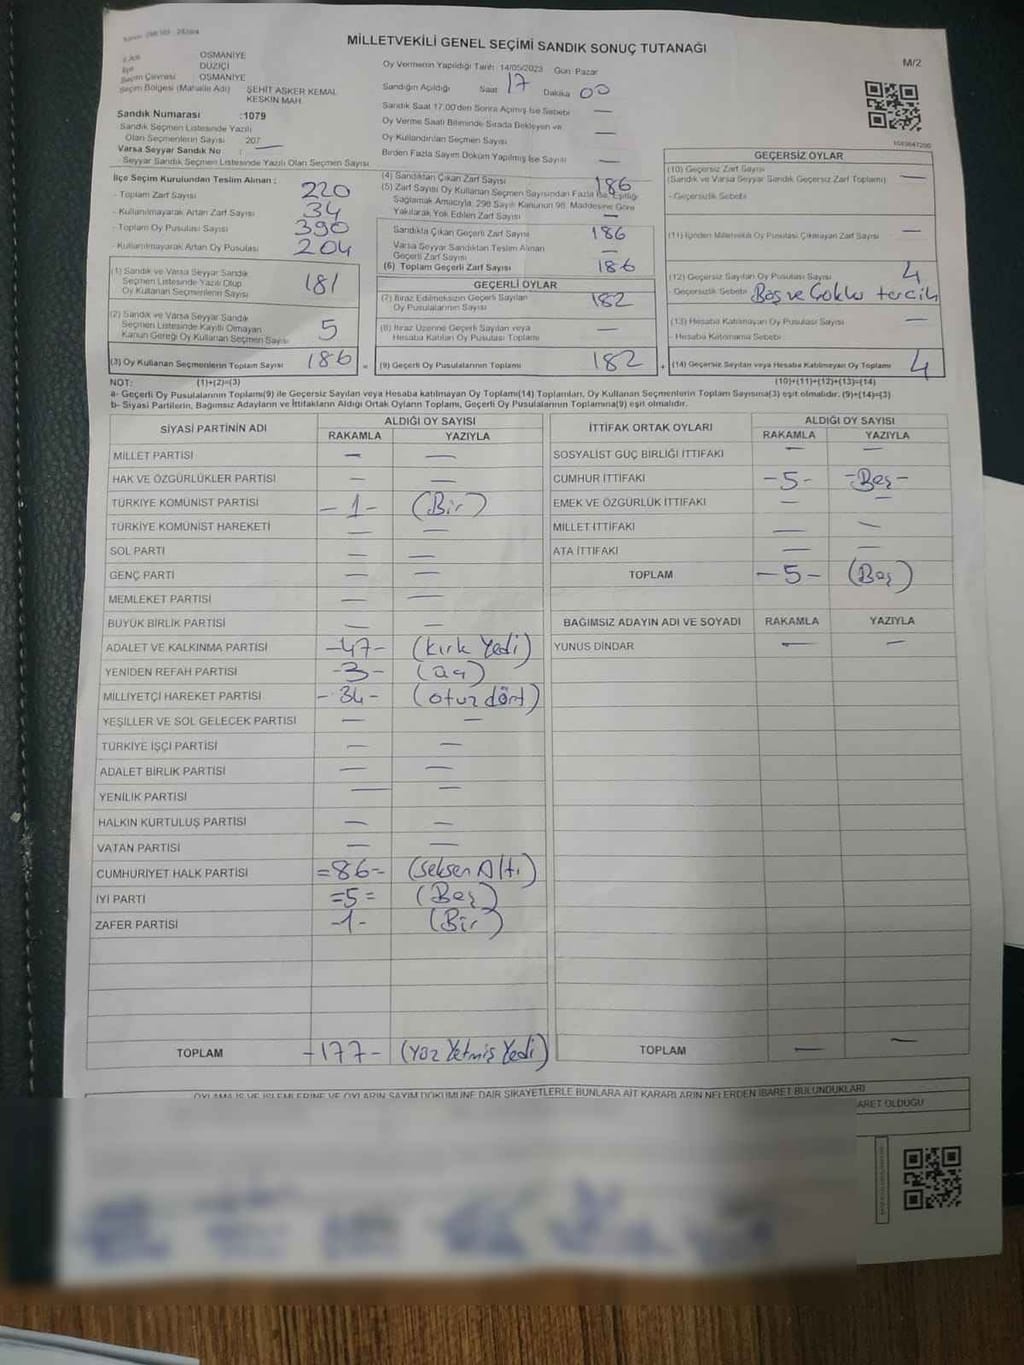 MİLLETVEKİLİ GENEL SEÇİMİ SANDIK SONUÇ TUTANAĞI
M/2
OSMANİYE
DÜZİÇİ
Seçim Çevresi OSMANİYE
Seçim Bölgesi (Mahalle Adı) ŞEHİT ASKER KEMAL KESKİN MAH.
Sandık Numarası :1079
Sandık Seçmen Listesinde Yazılı
Olan Seçmenlerin Sayısı : 207
Varsa Seyyar Sandık No : —
Seyyar Sandık Seçmen Listesinde Yazılı Olan Seçmen Sayısı
Oy Vermenin Yapıldığı Tarih : 14/05/2023 Gün : Pazar
Sandığın Açıldığı Saat 17 Dakika 00
Sandık Saat 17.00'den Sonra Açılmış İse Sebebi —
Oy Verme Saati Bitiminde Sırada Bekleyen ve
Oy Kullandırılan Seçmen Sayısı —
Birden Fazla Sayım Döküm Yapılmış İse Sayısı —
İlçe Seçim Kurulundan Teslim Alınan :
- Toplam Zarf Sayısı 220
- Kullanılmayarak Artan Zarf Sayısı 34
- Toplam Oy Pusulası Sayısı 390
- Kullanılmayarak Artan Oy Pusulası 204
(1) Sandık ve Varsa Seyyar Sandık
Seçmen Listesinde Yazılı Olup
Oy Kullanan Seçmenlerin Sayısı 181
(2) Sandık ve Varsa Seyyar Sandık
Seçmen Listesinde Kayıtlı Olmayan
Kanun Gereği Oy Kullanan Seçmen Sayısı 5
(3) Oy Kullanan Seçmenlerin Toplam Sayısı 186 =
(4) Sandıktan Çıkan Zarf Sayısı 186
(5) Zarf Sayısı Oy Kullanan Seçmen Sayısından Fazla İse, Eşitliği
Sağlamak Amacıyla, 298 Sayılı Kanunun 98. Maddesine Göre
Yakılarak Yok Edilen Zarf Sayısı —
Sandıkta Çıkan Geçerli Zarf Sayısı 186
Varsa Seyyar Sandıktan Teslim Alınan
Geçerli Zarf Sayısı —
(6) Toplam Geçerli Zarf Sayısı 186
GEÇERLİ OYLAR
(7) İtiraz Edilmeksizin Geçerli Sayılan
Oy Pusulalarının Sayısı 182
(8) İtiraz Üzerine Geçerli Sayılan veya
Hesaba Katılan Oy Pusulası Toplamı —
(9) Geçerli Oy Pusulalarının Toplamı 182 +
GEÇERSİZ OYLAR
(10) Geçersiz Zarf Sayısı
(Sandık ve Varsa Seyyar Sandık Geçersiz Zarf Toplamı) —
- Geçersizlik Sebebi
(11) İçinden Milletvekili Oy Pusulası Çıkmayan Zarf Sayısı —
(12) Geçersiz Sayılan Oy Pusulası Sayısı 4
- Geçersizlik Sebebi Boş ve Çoklu tercih
(13) Hesaba Katılmayan Oy Pusulası Sayısı —
- Hesaba Katılmama Sebebi
(14) Geçersiz Sayılan veya Hesaba Katılmayan Oy Toplamı 4
NOT: (1)+(2)=(3) (10)+(11)+(12)+(13)=(14)
a- Geçerli Oy Pusulalarının Toplamı(9) ile Geçersiz Sayılan veya Hesaba katılmayan Oy Toplamı(14) Toplamları, Oy Kullanan Seçmenlerin Toplam Sayısına(3) eşit olmalıdır. (9)+(14)=(3)
b- Siyasi Partilerin, Bağımsız Adayların ve İttifakların Aldığı Ortak Oyların Toplamı, Geçerli Oy Pusulalarının Toplamına(9) eşit olmalıdır.
SİYASİ PARTİNİN ADI ALDIĞI OY SAYISI
RAKAMLA YAZIYLA
MİLLET PARTİSİ — —
HAK VE ÖZGÜRLÜKLER PARTİSİ — —
TÜRKİYE KOMÜNİST PARTİSİ -1- (Bir)
TÜRKİYE KOMÜNİST HAREKETİ — —
SOL PARTİ — —
GENÇ PARTİ — —
MEMLEKET PARTİSİ — —
BÜYÜK BİRLİK PARTİSİ — —
ADALET VE KALKINMA PARTİSİ -47- (Kırk Yedi)
YENİDEN REFAH PARTİSİ -3- (üç)
MİLLİYETÇİ HAREKET PARTİSİ -34- (otuz dört)
YEŞİLLER VE SOL GELECEK PARTİSİ — —
TÜRKİYE İŞÇİ PARTİSİ — —
ADALET BİRLİK PARTİSİ — —
YENİLİK PARTİSİ — —
HALKIN KURTULUŞ PARTİSİ — —
VATAN PARTİSİ — —
CUMHURİYET HALK PARTİSİ =86- (Seksen Altı)
İYİ PARTİ =5= (Beş)
ZAFER PARTİSİ -1- (Bir)
TOPLAM -177- (Yüz Yetmiş Yedi)
İTTİFAK ORTAK OYLARI ALDIĞI OY SAYISI
RAKAMLA YAZIYLA
SOSYALİST GÜÇ BİRLİĞİ İTTİFAKI — —
CUMHUR İTTİFAKI -5- -Beş-
EMEK VE ÖZGÜRLÜK İTTİFAKI — —
MİLLET İTTİFAKI — —
ATA İTTİFAKI — —
TOPLAM -5- (Beş)
BAĞIMSIZ ADAYIN ADI VE SOYADI RAKAMLA YAZIYLA
YUNUS DİNDAR — —
TOPLAM — —
OYLAMA İŞ VE İŞLEMLERİNE VE OYLARIN SAYIM DÖKÜMÜNE DAİR ŞİKAYETLERLE BUNLARA AİT KARARLARIN NELERDEN İBARET BULUNDUKLARI
ARET OLDUĞU